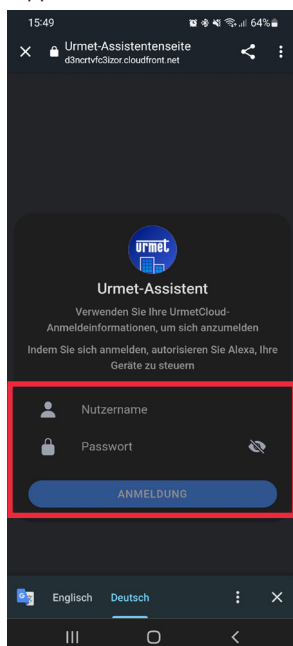 15:49
64%
Urmet-Assistentenseite
d3ncrtvfc3izor.cloudfront.net
urmet
Urmet-Assistent
Verwenden Sie Ihre UrmetCloud-
Anmeldeinformationen, um sich anzumelden
Indem Sie sich anmelden, autorisieren Sie Alexa, Ihre
Geräte zu steuern
Nutzername
Passwort
ANMELDUNG
Englisch Deutsch